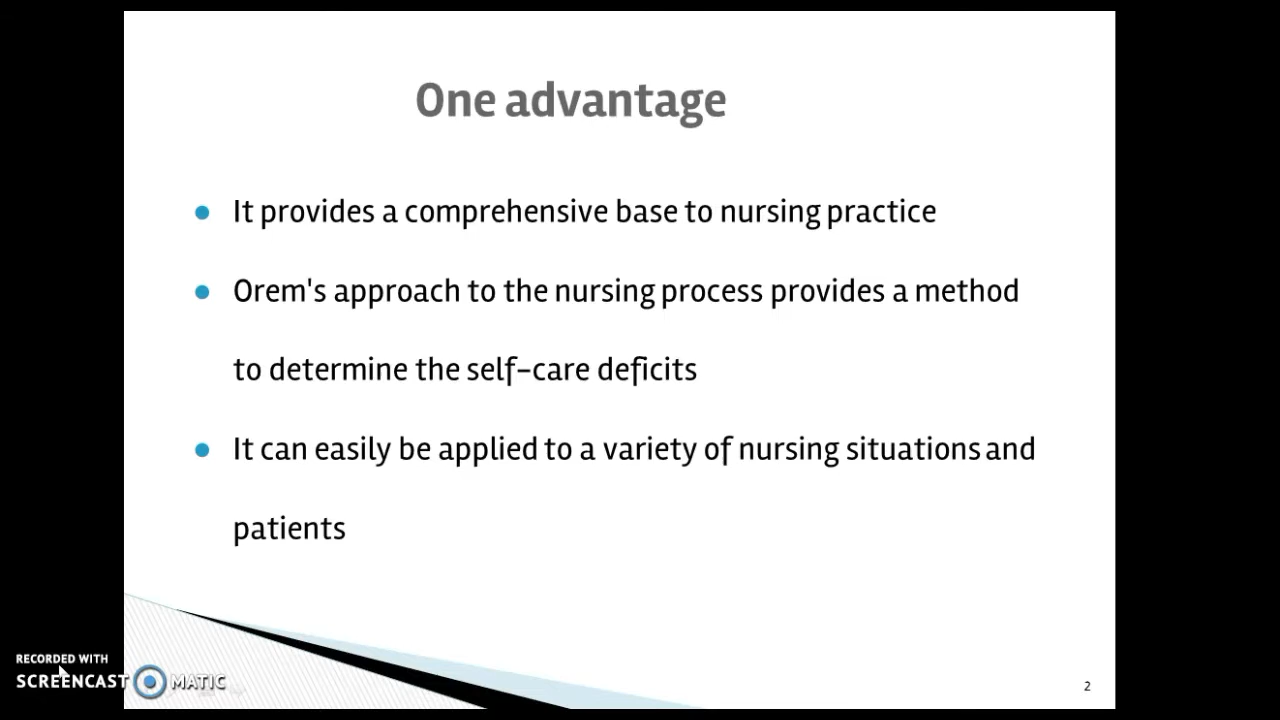 One advantage
It provides a comprehensive base to nursing practice
Orem's approach to the nursing process provides a method
to determine the self-care deficits
It can easily be applied to a variety of nursing situations and
patients
RECORDED WITH
SCREENCAST MATIC
2